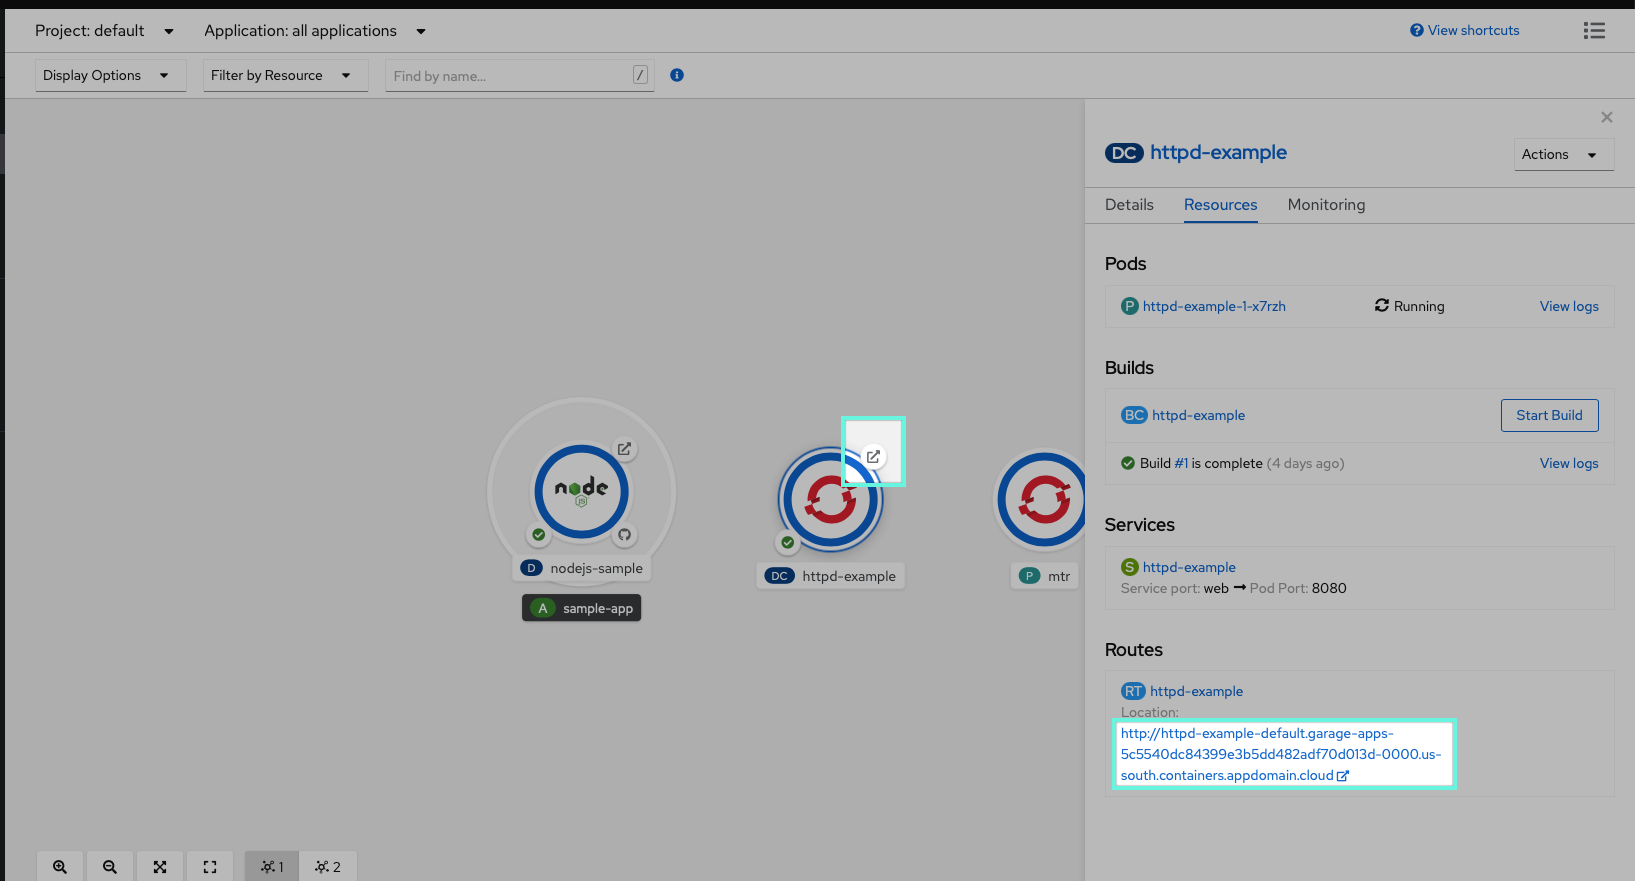 Project: default
Application: all applications
View shortcuts
Display Options
Filter by Resource
Find by name...
/
DC httpd-example
Actions
Details
Resources
Monitoring
Pods
P httpd-example-1-x7rzh
Running
View logs
Builds
BC httpd-example
Start Build
Build #1 is complete (4 days ago)
View logs
Services
S httpd-example
Service port: web → Pod Port: 8080
Routes
RT httpd-example
Location:
http://httpd-example-default.garage-apps-
5c5540dc84399e3b5dd482adf70d013d-0000.us-
south.containers.appdomain.cloud
node
JS
D nodejs-sample
A sample-app
DC httpd-example
P mtr
1
2